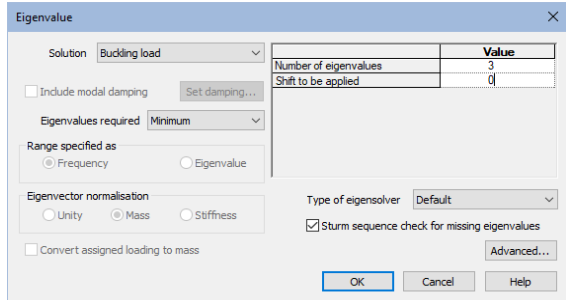 Eigenvalue
Solution Buckling load
Value
Number of eigenvalues 3
Shift to be applied 0
Include modal damping Set damping...
Eigenvalues required Minimum
Range specified as
Frequency Eigenvalue
Eigenvector normalisation
Unity Mass Stiffness
Type of eigensolver Default
Sturm sequence check for missing eigenvalues
Convert assigned loading to mass
Advanced...
OK Cancel Help